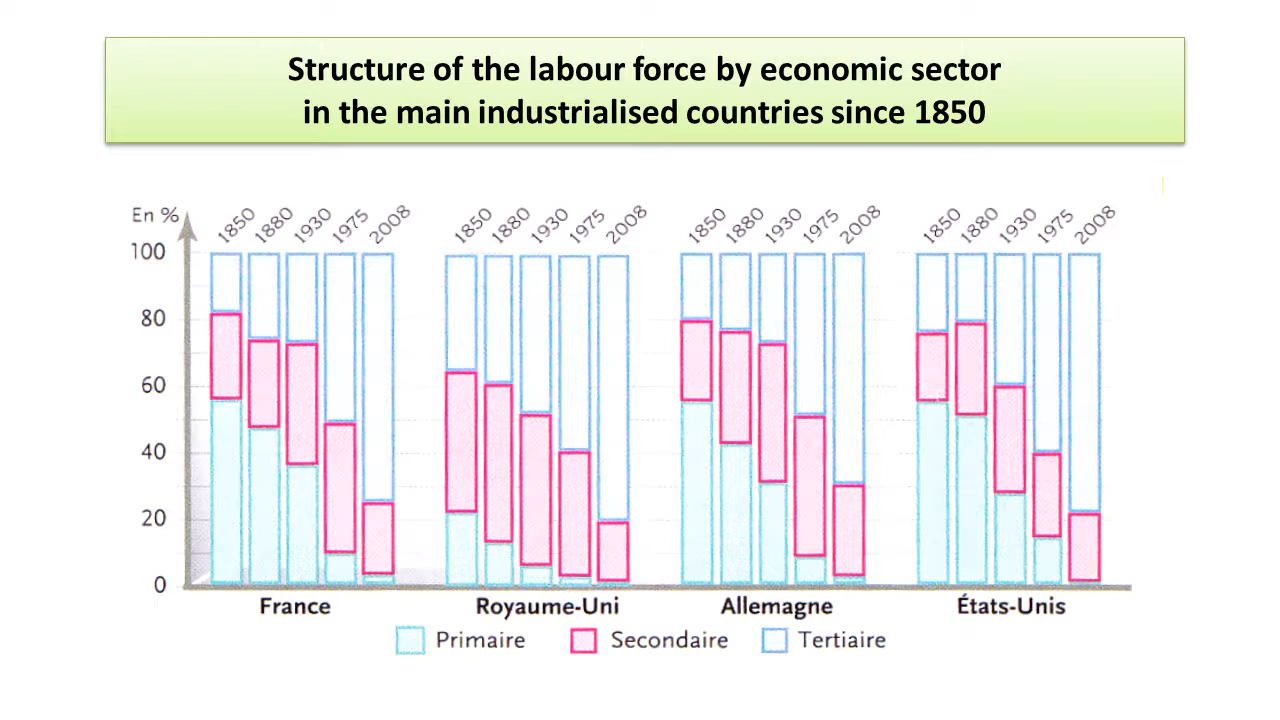 Structure of the labour force by economic sector
in the main industrialised countries since 1850
En %
1850 1880 1930 1975 2008 1850 1880 1930 1975 2008 1850 1880 1930 1975 2008 1850 1880 1930 1975 2008
100
80
60
40
20
0
France Royaume-Uni Allemagne États-Unis
Primaire Secondaire Tertiaire